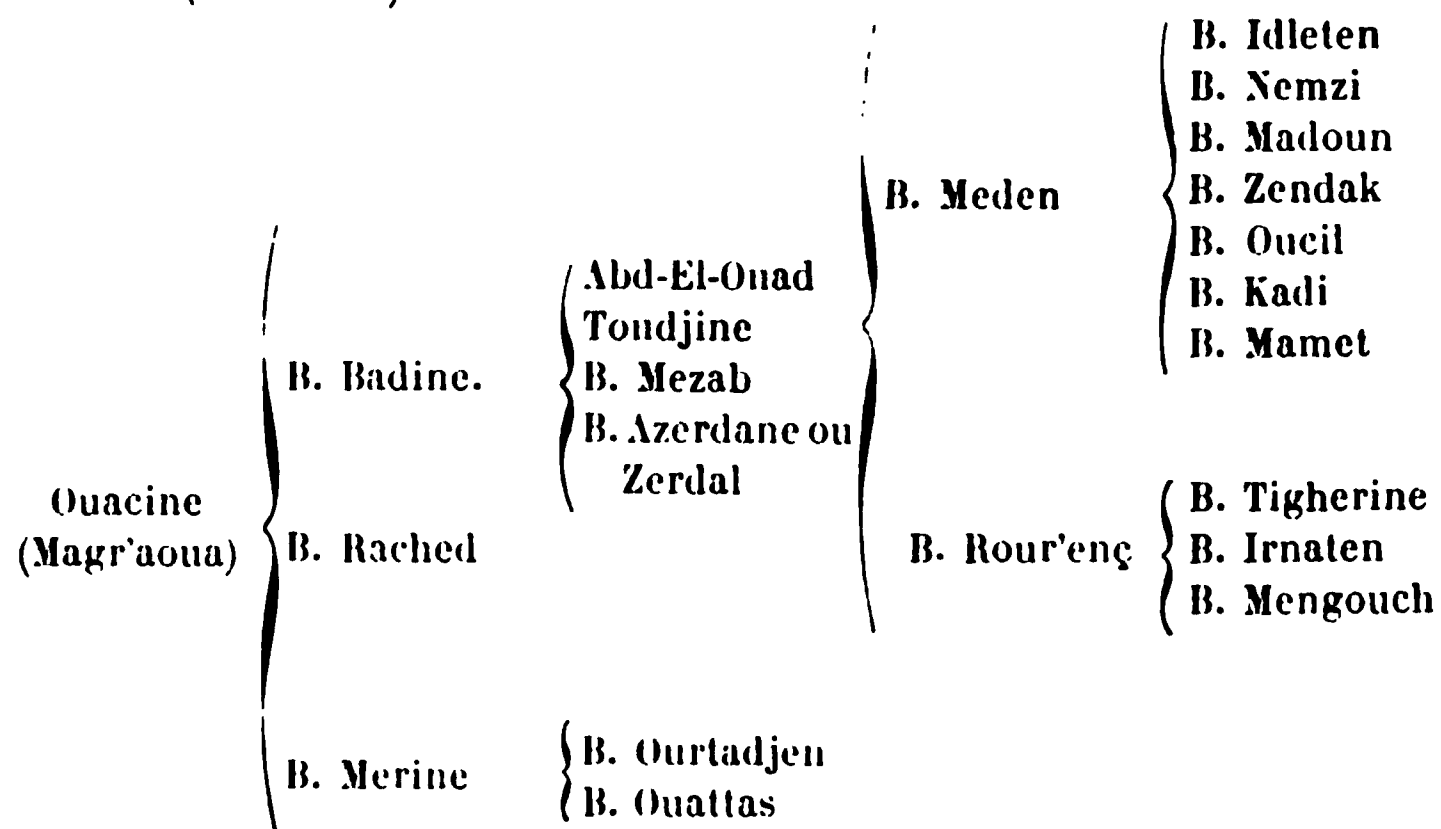 Ouacine
(Magr'aoua)
B. Badine.
B. Rached
B. Merine
Abd-El-Ouad
Toudjine
B. Mezab
B. Azerdane ou
Zerdal
B. Ourtadjen
B. Ouattas
B. Meden
B. Rour'enç
B. Idleten
B. Nemzi
B. Madoun
B. Zendak
B. Oucil
B. Kadi
B. Mamet
B. Tigherine
B. Irnaten
B. Mengouch